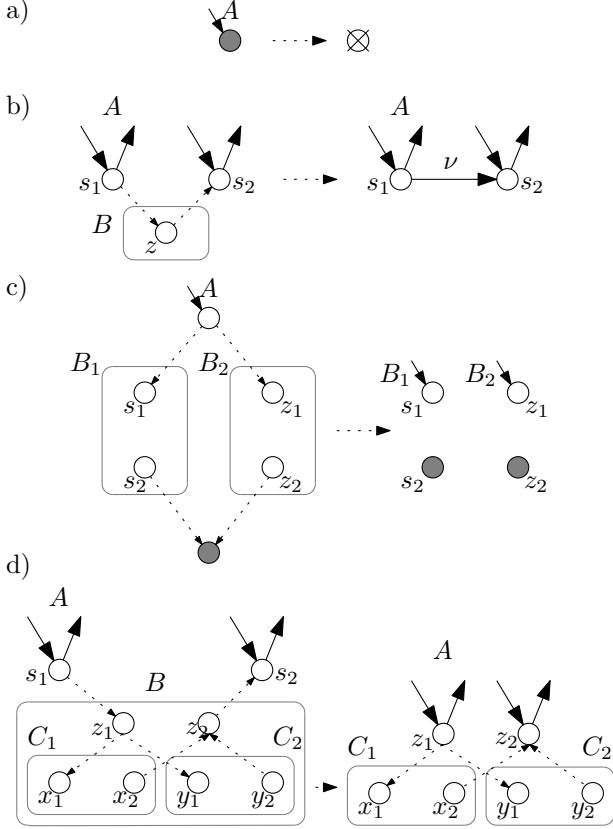 a)
A
b)
A
A
s₁
s₂
s₁
ν
s₂
B
z
c)
A
B₁
B₂
B₁
B₂
s₁
z₁
s₁
z₁
s₂
z₂
s₂
z₂
d)
A
A
s₁
B
s₂
z₁
z₂
z₁
z₂
C₁
C₂
C₁
C₂
x₁
x₂
y₁
y₂
x₁
x₂
y₁
y₂